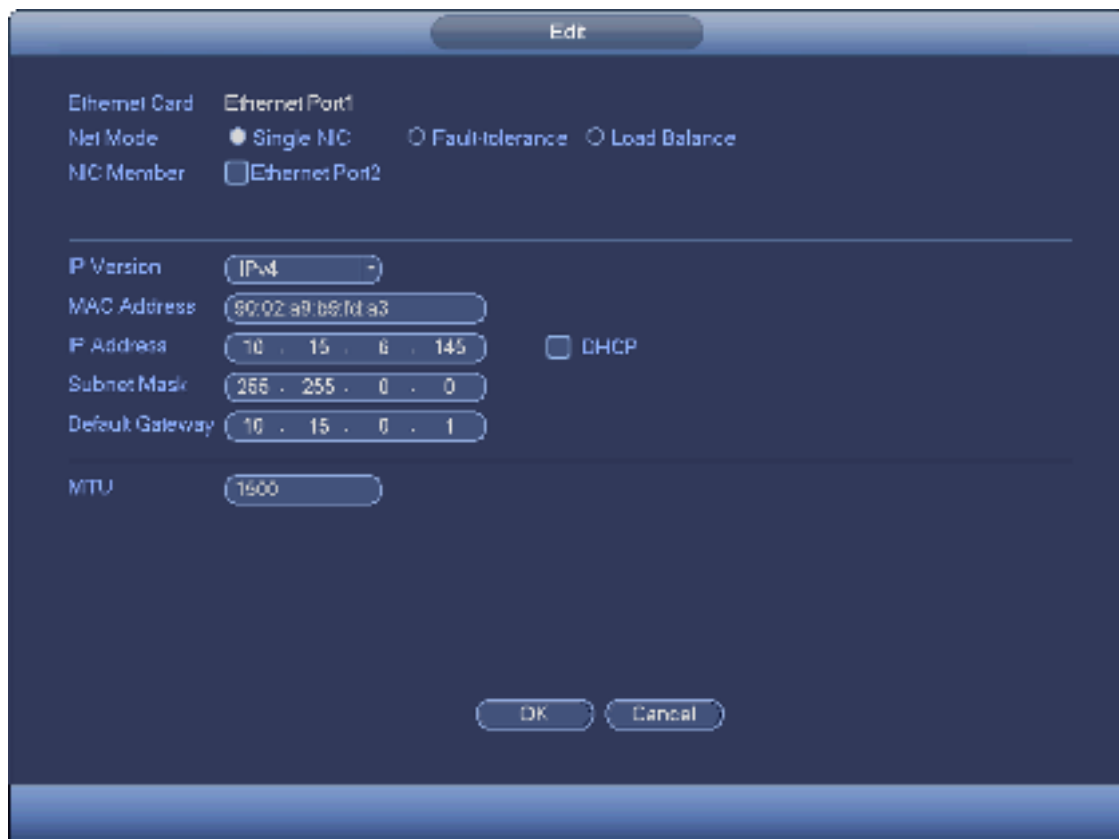 Edit
Ethernet Card Ethernet Port1
Net Mode Single NIC Fault-tolerance Load Balance
NIC Member Ethernet Port2
IP Version IPv4
MAC Address 90:02:a9:b9:fd:a3
IP Address 10 . 15 . 6 . 145 DHCP
Subnet Mask 255 . 255 . 0 . 0
Default Gateway 10 . 15 . 0 . 1
MTU 1500
OK Cancel